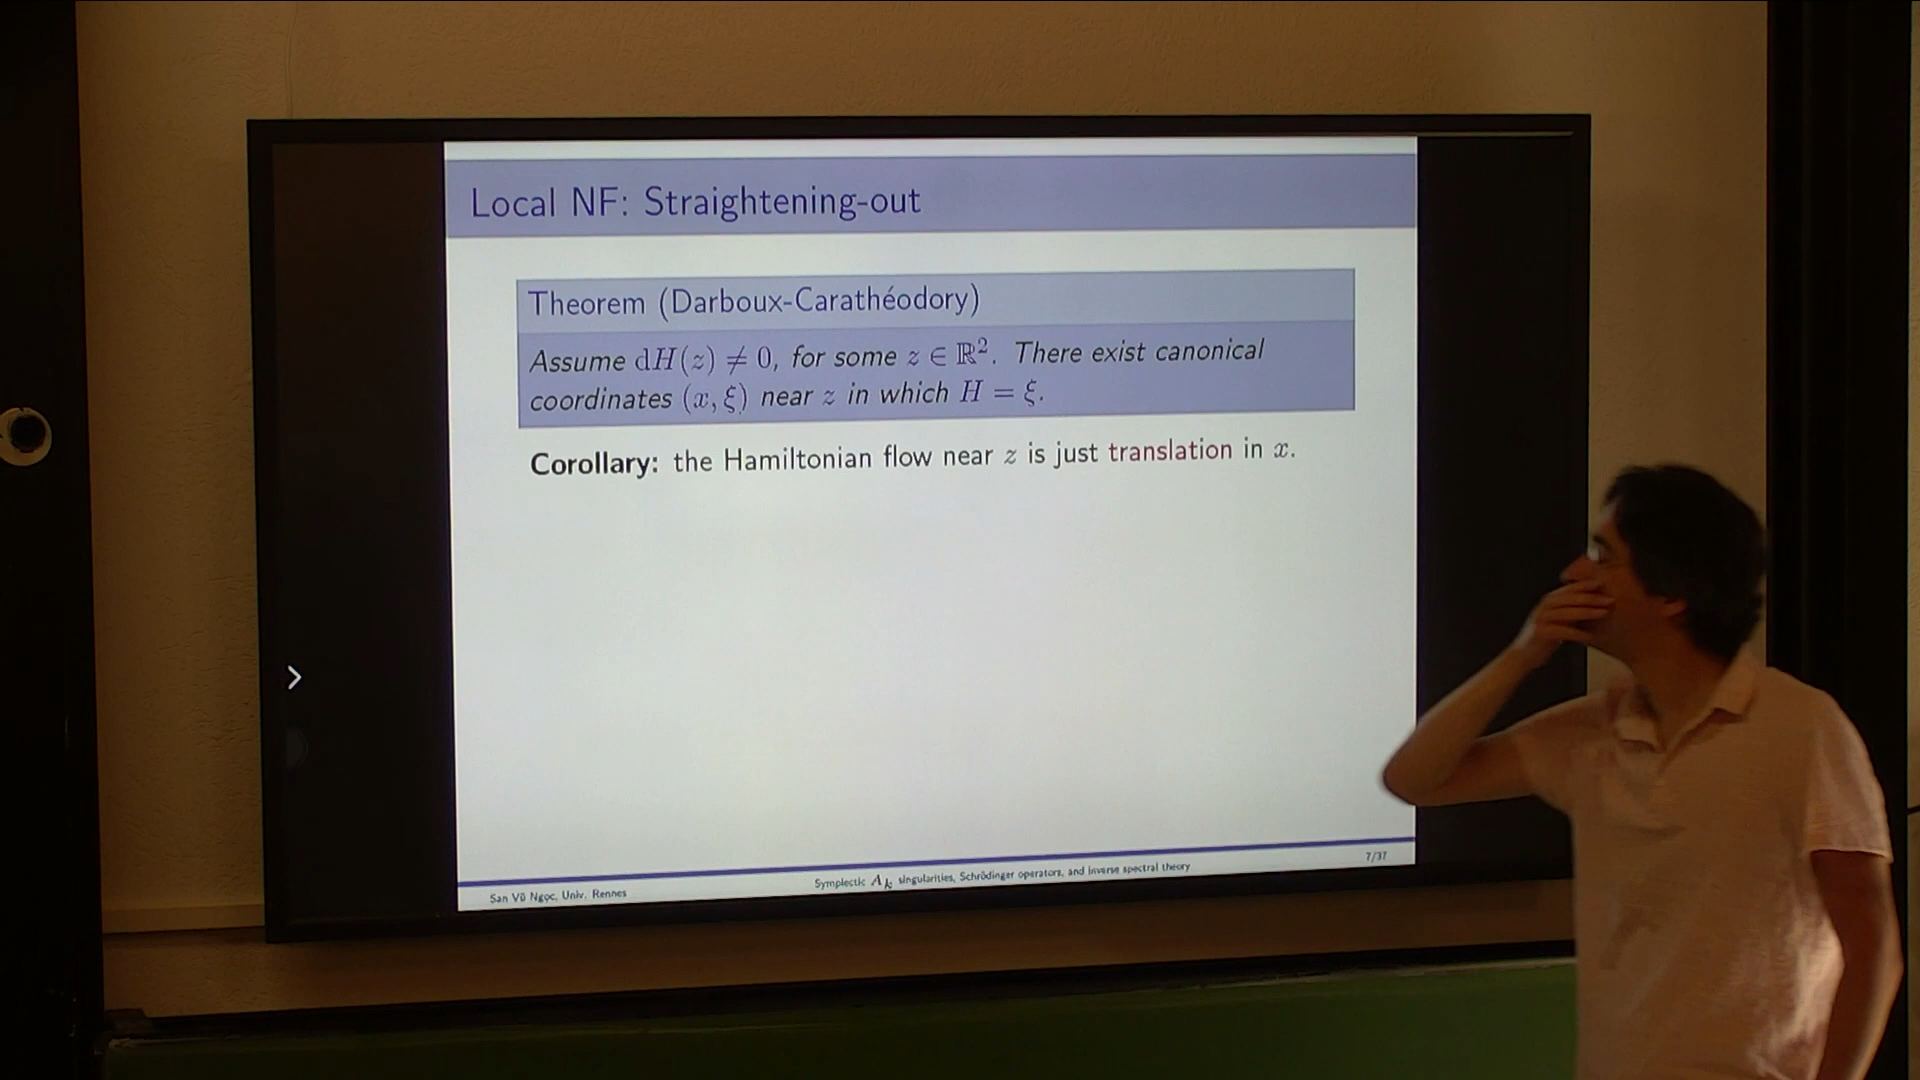 Local NF: Straightening-out
Theorem (Darboux-Carathéodory)
Assume dH(z) ≠ 0, for some z ∈ ℝ². There exist canonical
coordinates (x, ξ) near z in which H = ξ.
Corollary: the Hamiltonian flow near z is just translation in x.
7/37
San Vũ Ngọc, Univ. Rennes
Symplectic Aₖ singularities, Schrödinger operators, and inverse spectral theory